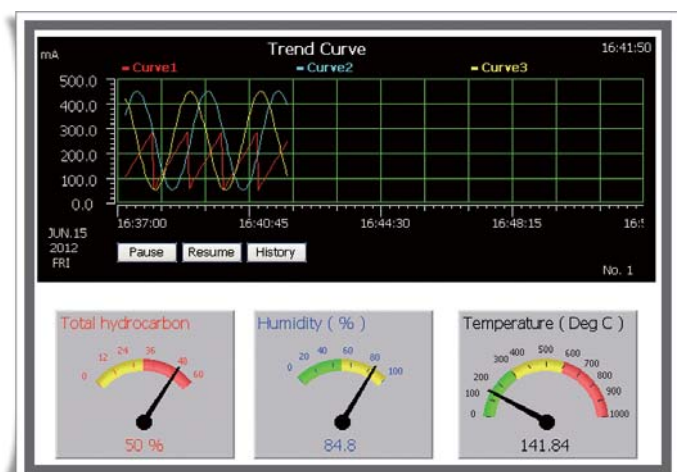 Trend Curve
16:41:50
mA
Curve1 Curve2 Curve3
500.0
400.0
300.0
200.0
100.0
0.0
16:37:00 16:40:45 16:44:30 16:48:15 16:5
JUN.15
2012
FRI
Pause Resume History
No. 1
Total hydrocarbon
0 12 24 36 48 60
50 %
Humidity ( % )
0 20 40 60 80 100
84.8
Temperature ( Deg C )
0 100 200 300 400 500 600 700 800 900 1000
141.84